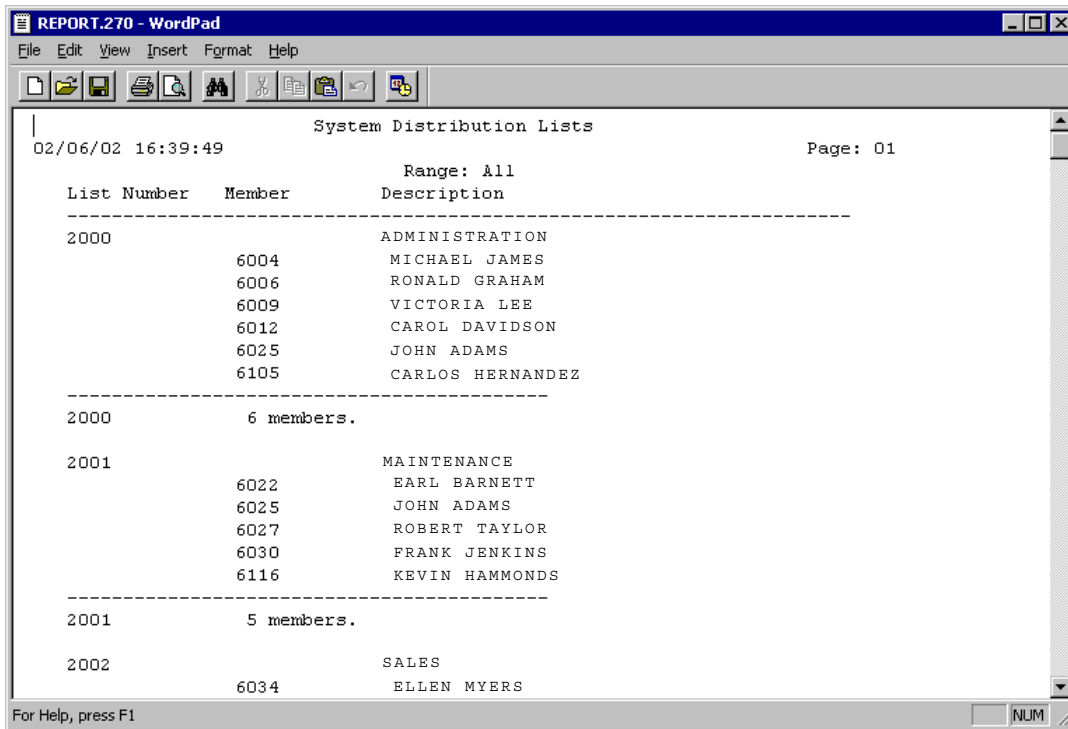 REPORT.270 - WordPad
File Edit View Insert Format Help
System Distribution Lists
02/06/02 16:39:49 Page: 01
Range: All
List Number Member Description
----------------------------------------------------------------------
2000 ADMINISTRATION
6004 MICHAEL JAMES
6006 RONALD GRAHAM
6009 VICTORIA LEE
6012 CAROL DAVIDSON
6025 JOHN ADAMS
6105 CARLOS HERNANDEZ
-------------------------------------------
2000 6 members.
2001 MAINTENANCE
6022 EARL BARNETT
6025 JOHN ADAMS
6027 ROBERT TAYLOR
6030 FRANK JENKINS
6116 KEVIN HAMMONDS
-------------------------------------------
2001 5 members.
2002 SALES
6034 ELLEN MYERS
For Help, press F1 NUM